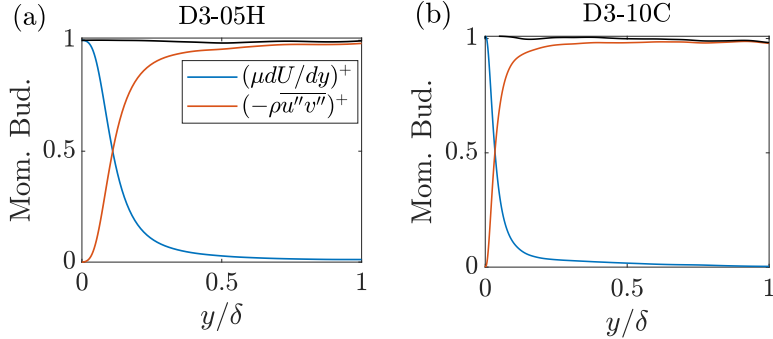 (a)
D3-05H
Mom. Bud.
1
0.5
0
(μdU/dy)⁺
(−ρu″v″)⁺
0
0.5
1
y/δ
(b)
D3-10C
Mom. Bud.
1
0.5
0
0
0.5
1
y/δ